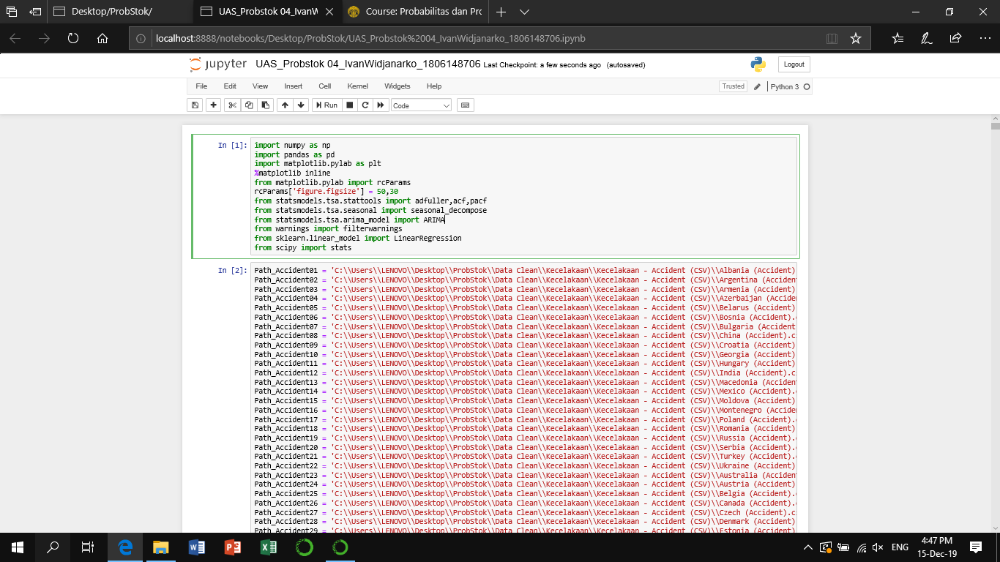 Desktop/ProbStok/
UAS_Probstok 04_IvanW
Course: Probabilitas dan Pro
localhost:8888/notebooks/Desktop/ProbStok/UAS_Probstok%2004_IvanWidjanarko_1806148706.ipynb
jupyter UAS_Probstok 04_IvanWidjanarko_1806148706 Last Checkpoint: a few seconds ago (autosaved)
Logout
File Edit View Insert Cell Kernel Widgets Help
Trusted
Python 3
Run
Code
In [1]:
import numpy as np
import pandas as pd
import matplotlib.pylab as plt
%matplotlib inline
from matplotlib.pylab import rcParams
rcParams['figure.figsize'] = 50,30
from statsmodels.tsa.stattools import adfuller,acf,pacf
from statsmodels.tsa.seasonal import seasonal_decompose
from statsmodels.tsa.arima_model import ARIMA
from warnings import filterwarnings
from sklearn.linear_model import LinearRegression
from scipy import stats
In [2]:
Path_Accident01 = 'C:\\Users\\LENOVO\\Desktop\\ProbStok\\Data Clean\\Kecelakaan\\Kecelakaan - Accident (CSV)\\Albania (Accident)
Path_Accident02 = 'C:\\Users\\LENOVO\\Desktop\\ProbStok\\Data Clean\\Kecelakaan\\Kecelakaan - Accident (CSV)\\Argentina (Accident
Path_Accident03 = 'C:\\Users\\LENOVO\\Desktop\\ProbStok\\Data Clean\\Kecelakaan\\Kecelakaan - Accident (CSV)\\Armenia (Accident)
Path_Accident04 = 'C:\\Users\\LENOVO\\Desktop\\ProbStok\\Data Clean\\Kecelakaan\\Kecelakaan - Accident (CSV)\\Azerbaijan (Acciden
Path_Accident05 = 'C:\\Users\\LENOVO\\Desktop\\ProbStok\\Data Clean\\Kecelakaan\\Kecelakaan - Accident (CSV)\\Belarus (Accident)
Path_Accident06 = 'C:\\Users\\LENOVO\\Desktop\\ProbStok\\Data Clean\\Kecelakaan\\Kecelakaan - Accident (CSV)\\Bosnia (Accident).c
Path_Accident07 = 'C:\\Users\\LENOVO\\Desktop\\ProbStok\\Data Clean\\Kecelakaan\\Kecelakaan - Accident (CSV)\\Bulgaria (Accident
Path_Accident08 = 'C:\\Users\\LENOVO\\Desktop\\ProbStok\\Data Clean\\Kecelakaan\\Kecelakaan - Accident (CSV)\\China (Accident).c
Path_Accident09 = 'C:\\Users\\LENOVO\\Desktop\\ProbStok\\Data Clean\\Kecelakaan\\Kecelakaan - Accident (CSV)\\Croatia (Accident)
Path_Accident10 = 'C:\\Users\\LENOVO\\Desktop\\ProbStok\\Data Clean\\Kecelakaan\\Kecelakaan - Accident (CSV)\\Georgia (Accident)
Path_Accident11 = 'C:\\Users\\LENOVO\\Desktop\\ProbStok\\Data Clean\\Kecelakaan\\Kecelakaan - Accident (CSV)\\Hungary (Accident)
Path_Accident12 = 'C:\\Users\\LENOVO\\Desktop\\ProbStok\\Data Clean\\Kecelakaan\\Kecelakaan - Accident (CSV)\\India (Accident).c
Path_Accident13 = 'C:\\Users\\LENOVO\\Desktop\\ProbStok\\Data Clean\\Kecelakaan\\Kecelakaan - Accident (CSV)\\Macedonia (Accident
Path_Accident14 = 'C:\\Users\\LENOVO\\Desktop\\ProbStok\\Data Clean\\Kecelakaan\\Kecelakaan - Accident (CSV)\\Mexico (Accident).c
Path_Accident15 = 'C:\\Users\\LENOVO\\Desktop\\ProbStok\\Data Clean\\Kecelakaan\\Kecelakaan - Accident (CSV)\\Moldova (Accident)
Path_Accident16 = 'C:\\Users\\LENOVO\\Desktop\\ProbStok\\Data Clean\\Kecelakaan\\Kecelakaan - Accident (CSV)\\Montenegro (Acciden
Path_Accident17 = 'C:\\Users\\LENOVO\\Desktop\\ProbStok\\Data Clean\\Kecelakaan\\Kecelakaan - Accident (CSV)\\Poland (Accident).c
Path_Accident18 = 'C:\\Users\\LENOVO\\Desktop\\ProbStok\\Data Clean\\Kecelakaan\\Kecelakaan - Accident (CSV)\\Romania (Accident)
Path_Accident19 = 'C:\\Users\\LENOVO\\Desktop\\ProbStok\\Data Clean\\Kecelakaan\\Kecelakaan - Accident (CSV)\\Russia (Accident).c
Path_Accident20 = 'C:\\Users\\LENOVO\\Desktop\\ProbStok\\Data Clean\\Kecelakaan\\Kecelakaan - Accident (CSV)\\Serbia (Accident).c
Path_Accident21 = 'C:\\Users\\LENOVO\\Desktop\\ProbStok\\Data Clean\\Kecelakaan\\Kecelakaan - Accident (CSV)\\Turkey (Accident).c
Path_Accident22 = 'C:\\Users\\LENOVO\\Desktop\\ProbStok\\Data Clean\\Kecelakaan\\Kecelakaan - Accident (CSV)\\Ukraine (Accident)
Path_Accident23 = 'C:\\Users\\LENOVO\\Desktop\\ProbStok\\Data Clean\\Kecelakaan\\Kecelakaan - Accident (CSV)\\Australia (Accident
Path_Accident24 = 'C:\\Users\\LENOVO\\Desktop\\ProbStok\\Data Clean\\Kecelakaan\\Kecelakaan - Accident (CSV)\\Austria (Accident)
Path_Accident25 = 'C:\\Users\\LENOVO\\Desktop\\ProbStok\\Data Clean\\Kecelakaan\\Kecelakaan - Accident (CSV)\\Belgia (Accident).c
Path_Accident26 = 'C:\\Users\\LENOVO\\Desktop\\ProbStok\\Data Clean\\Kecelakaan\\Kecelakaan - Accident (CSV)\\Canada (Accident).c
Path_Accident27 = 'C:\\Users\\LENOVO\\Desktop\\ProbStok\\Data Clean\\Kecelakaan\\Kecelakaan - Accident (CSV)\\Czech (Accident).c
Path_Accident28 = 'C:\\Users\\LENOVO\\Desktop\\ProbStok\\Data Clean\\Kecelakaan\\Kecelakaan - Accident (CSV)\\Denmark (Accident)
Path_Accident29 = 'C:\\Users\\LENOVO\\Desktop\\ProbStok\\Data Clean\\Kecelakaan\\Kecelakaan - Accident (CSV)\\Estonia (Accident)
ENG
4:47 PM
15-Dec-19